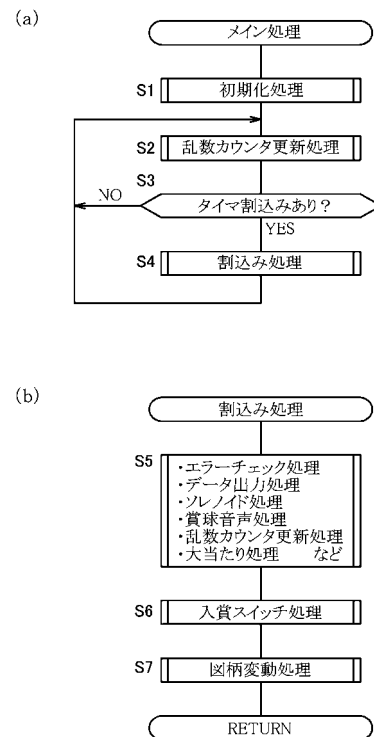 (a)
メイン処理
S1 初期化処理
S2 乱数カウンタ更新処理
S3
NO タイマ割込みあり?
YES
S4 割込み処理
(b)
割込み処理
S5 ・エラーチェック処理
・データ出力処理
・ソレノイド処理
・賞球音声処理
・乱数カウンタ更新処理
・大当たり処理 など
S6 入賞スイッチ処理
S7 図柄変動処理
RETURN